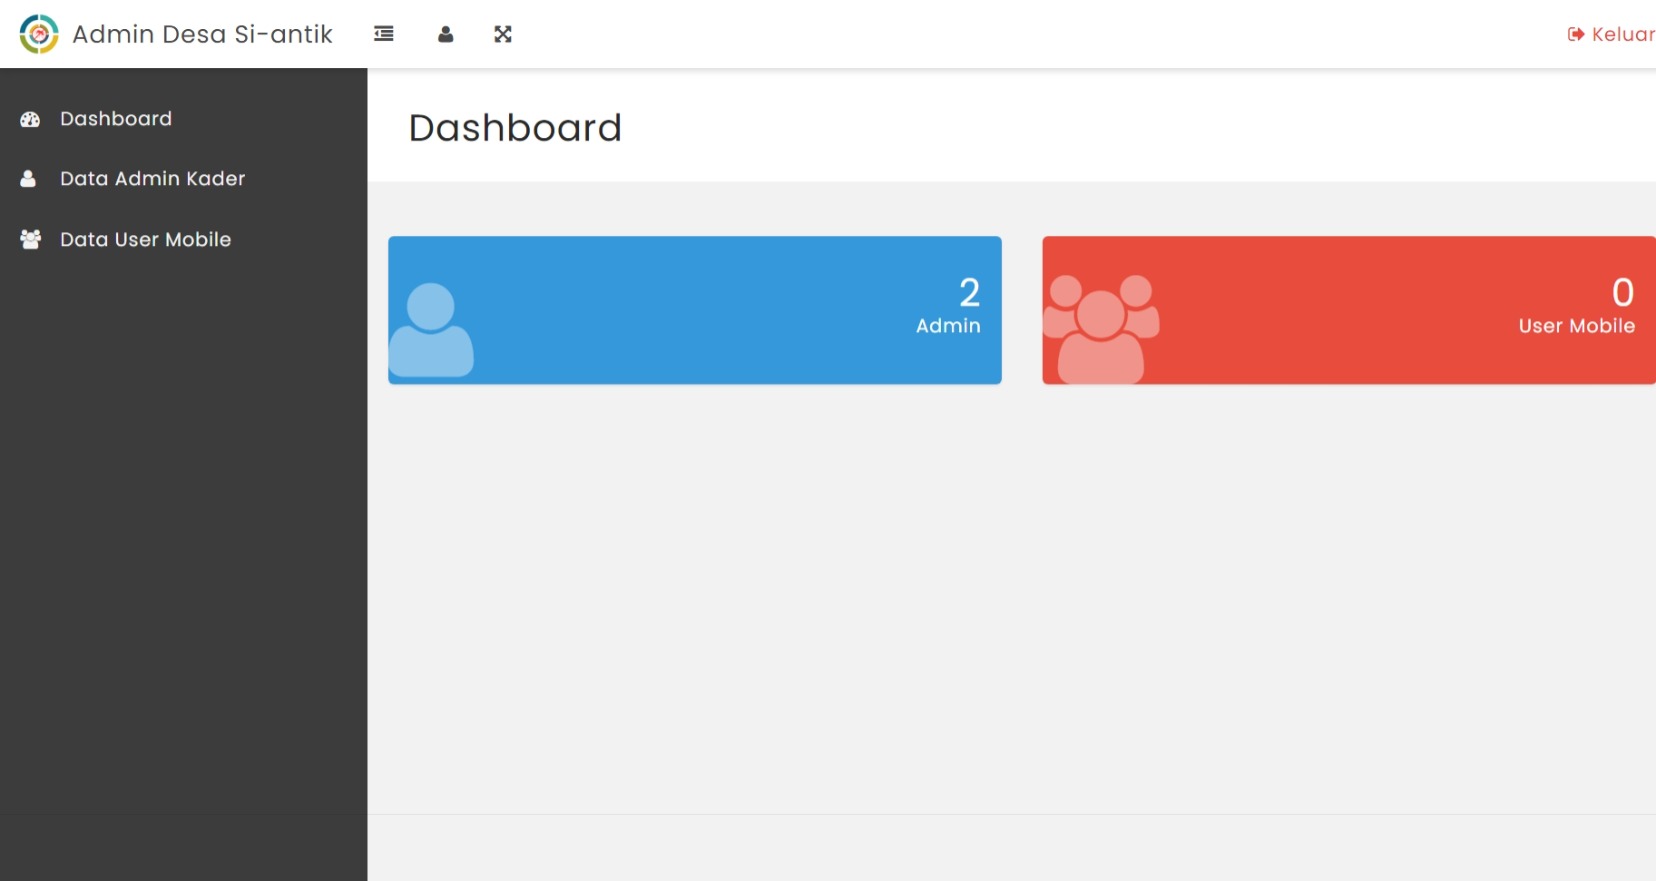 Admin Desa Si-antik
Keluar
Dashboard
Data Admin Kader
Data User Mobile
Dashboard
2
Admin
0
User Mobile